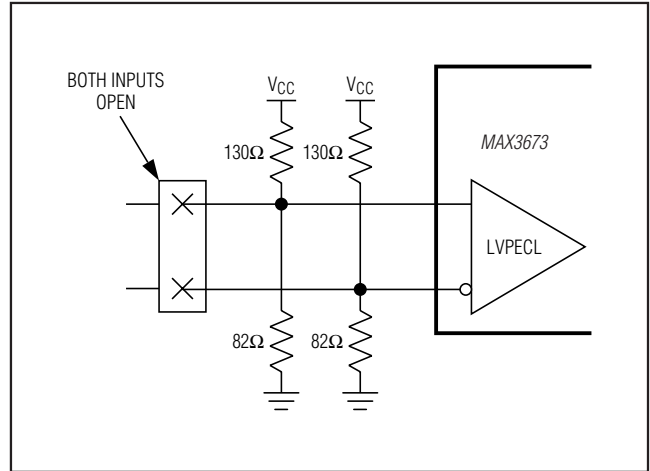 BOTH INPUTS
OPEN
VCC
VCC
130Ω
130Ω
MAX3673
LVPECL
82Ω
82Ω